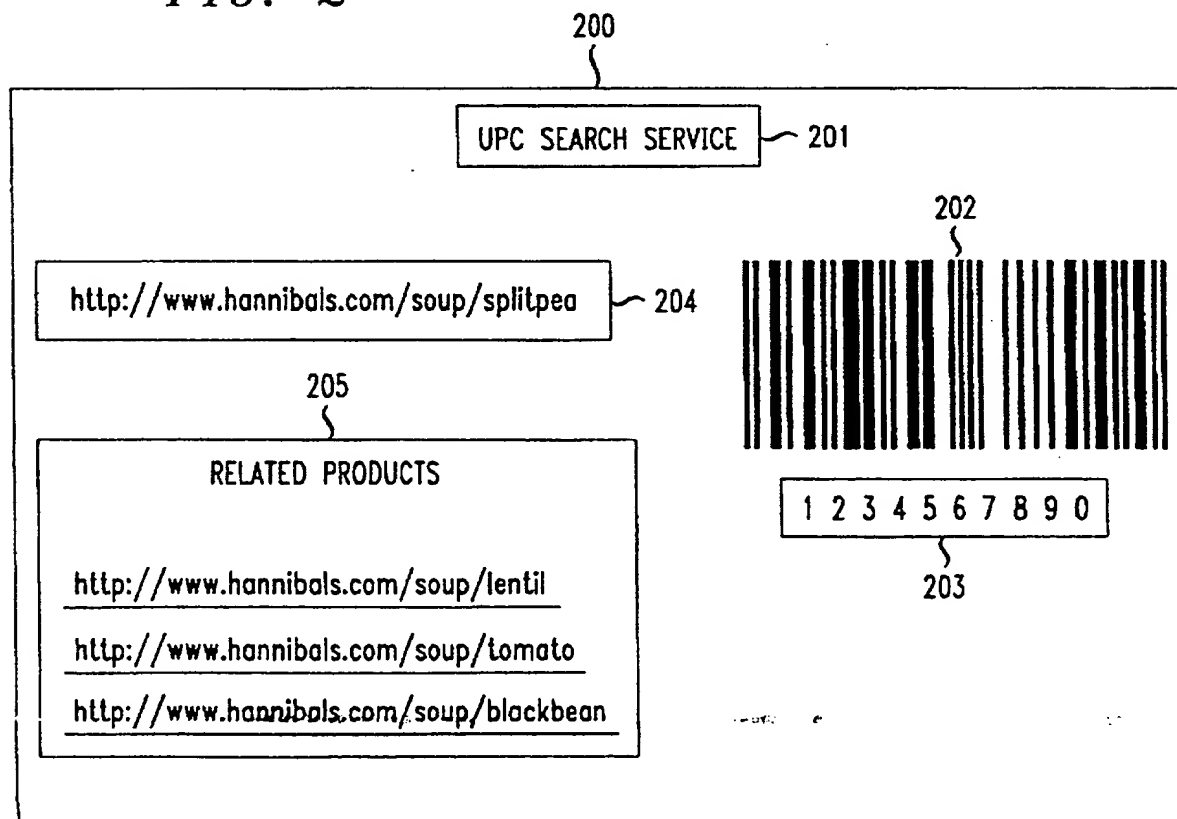 FIG. 2
200
UPC SEARCH SERVICE 201
202
http://www.hannibals.com/soup/splitpea 204
205
RELATED PRODUCTS
1 2 3 4 5 6 7 8 9 0
203
http://www.hannibals.com/soup/lentil
http://www.hannibals.com/soup/tomato
http://www.hannibals.com/soup/blackbean